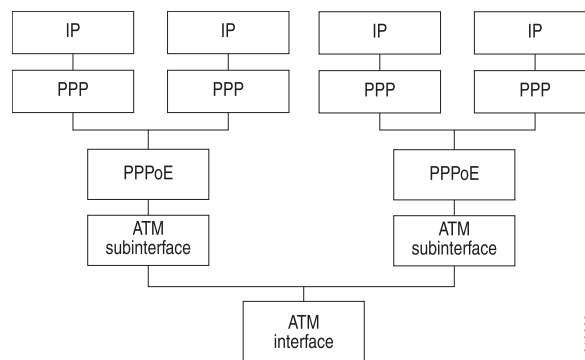 IP
IP
IP
IP
PPP
PPP
PPP
PPP
PPPoE
PPPoE
ATM
subinterface
ATM
subinterface
ATM
interface